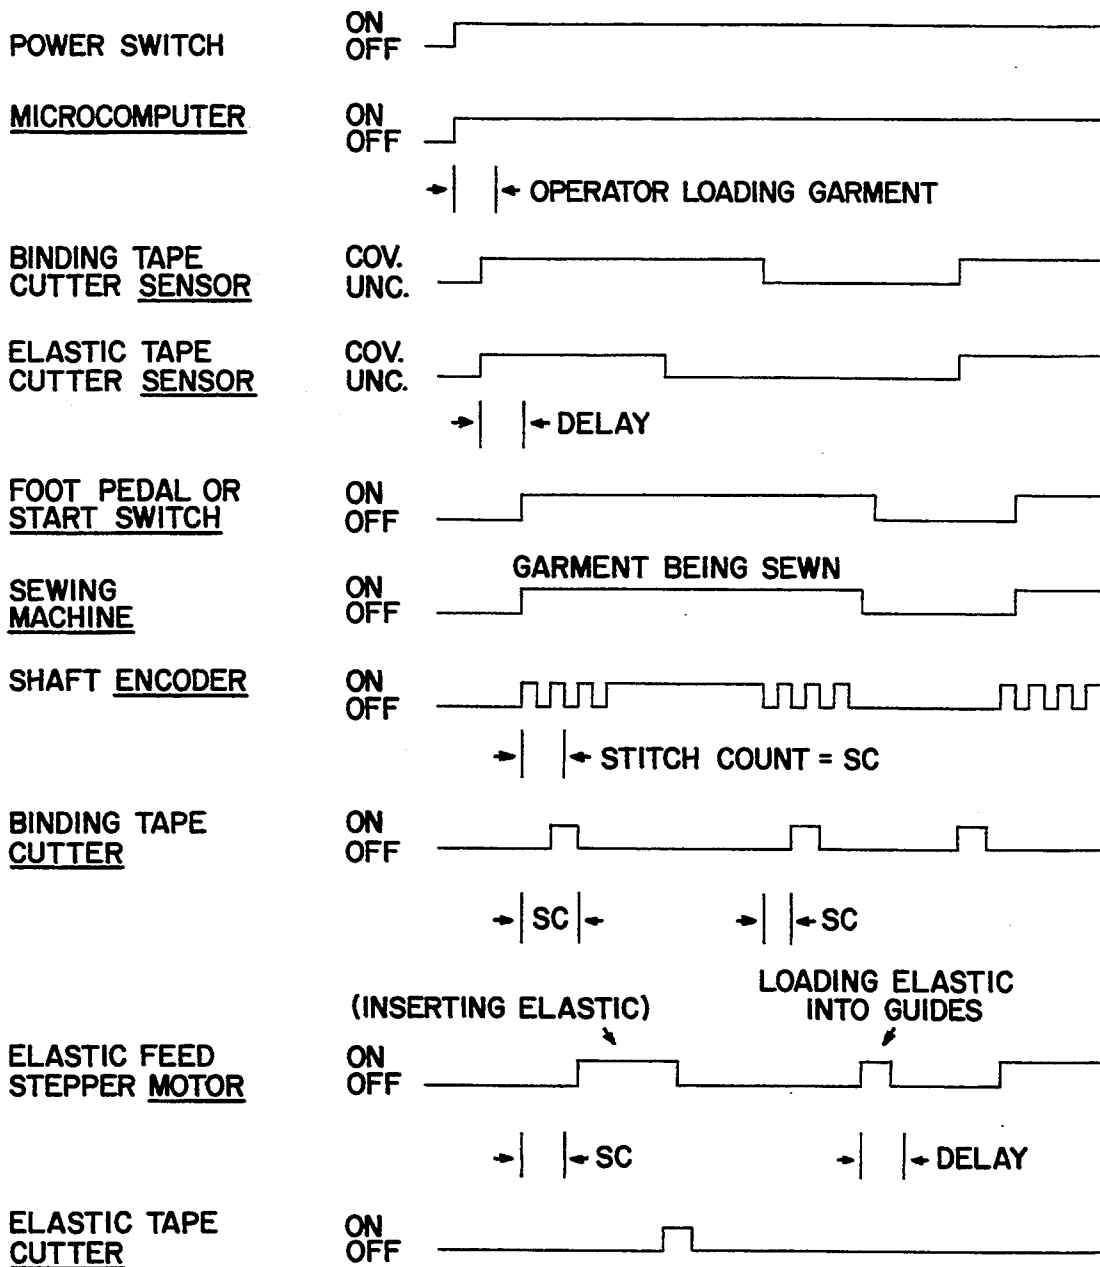 POWER SWITCH ON
OFF
MICROCOMPUTER ON
OFF
OPERATOR LOADING GARMENT
BINDING TAPE COV.
CUTTER SENSOR UNC.
ELASTIC TAPE COV.
CUTTER SENSOR UNC.
DELAY
FOOT PEDAL OR ON
START SWITCH OFF
GARMENT BEING SEWN
SEWING ON
MACHINE OFF
SHAFT ENCODER ON
OFF
STITCH COUNT = SC
BINDING TAPE ON
CUTTER OFF
SC SC
LOADING ELASTIC
(INSERTING ELASTIC) INTO GUIDES
ELASTIC FEED ON
STEPPER MOTOR OFF
SC DELAY
ELASTIC TAPE ON
CUTTER OFF